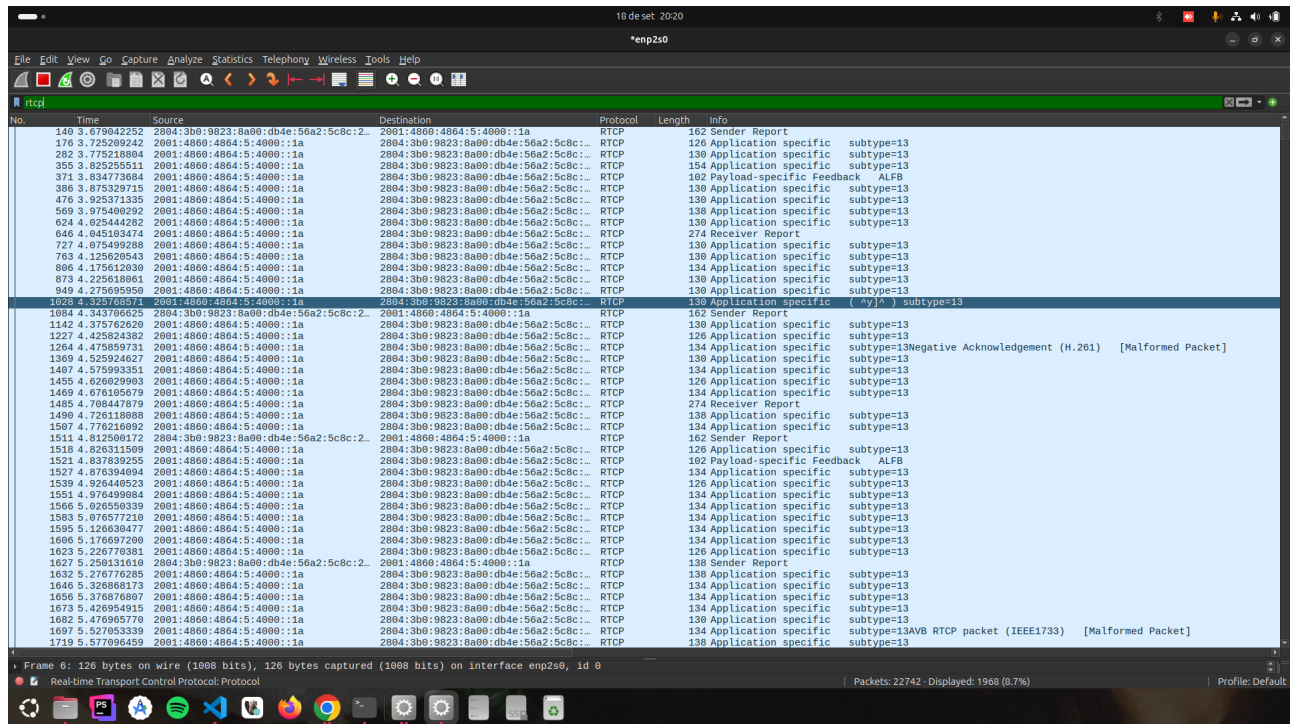 18 de set 20:20
*enp2s0
File Edit View Go Capture Analyze Statistics Telephony Wireless Tools Help
rtcp
No. Time Source Destination Protocol Length Info
140 3.679042252 2804:3b0:9823:8a00:db4e:56a2:5c8c:2… 2001:4860:4864:5:4000::1a RTCP 162 Sender Report
176 3.725209242 2001:4860:4864:5:4000::1a 2804:3b0:9823:8a00:db4e:56a2:5c8c:… RTCP 126 Application specific subtype=13
282 3.775218804 2001:4860:4864:5:4000::1a 2804:3b0:9823:8a00:db4e:56a2:5c8c:… RTCP 130 Application specific subtype=13
355 3.825255511 2001:4860:4864:5:4000::1a 2804:3b0:9823:8a00:db4e:56a2:5c8c:… RTCP 154 Application specific subtype=13
371 3.834773684 2001:4860:4864:5:4000::1a 2804:3b0:9823:8a00:db4e:56a2:5c8c:… RTCP 102 Payload-specific Feedback ALFB
386 3.875329715 2001:4860:4864:5:4000::1a 2804:3b0:9823:8a00:db4e:56a2:5c8c:… RTCP 130 Application specific subtype=13
476 3.925371335 2001:4860:4864:5:4000::1a 2804:3b0:9823:8a00:db4e:56a2:5c8c:… RTCP 130 Application specific subtype=13
569 3.975400292 2001:4860:4864:5:4000::1a 2804:3b0:9823:8a00:db4e:56a2:5c8c:… RTCP 138 Application specific subtype=13
624 4.025444282 2001:4860:4864:5:4000::1a 2804:3b0:9823:8a00:db4e:56a2:5c8c:… RTCP 130 Application specific subtype=13
646 4.045103474 2001:4860:4864:5:4000::1a 2804:3b0:9823:8a00:db4e:56a2:5c8c:… RTCP 274 Receiver Report
727 4.075499288 2001:4860:4864:5:4000::1a 2804:3b0:9823:8a00:db4e:56a2:5c8c:… RTCP 130 Application specific subtype=13
763 4.125620543 2001:4860:4864:5:4000::1a 2804:3b0:9823:8a00:db4e:56a2:5c8c:… RTCP 130 Application specific subtype=13
806 4.175612030 2001:4860:4864:5:4000::1a 2804:3b0:9823:8a00:db4e:56a2:5c8c:… RTCP 134 Application specific subtype=13
873 4.225618061 2001:4860:4864:5:4000::1a 2804:3b0:9823:8a00:db4e:56a2:5c8c:… RTCP 130 Application specific subtype=13
949 4.275695950 2001:4860:4864:5:4000::1a 2804:3b0:9823:8a00:db4e:56a2:5c8c:… RTCP 130 Application specific subtype=13
1028 4.325768571 2001:4860:4864:5:4000::1a 2804:3b0:9823:8a00:db4e:56a2:5c8c:… RTCP 130 Application specific ( ^y]^ ) subtype=13
1084 4.343706625 2804:3b0:9823:8a00:db4e:56a2:5c8c:2… 2001:4860:4864:5:4000::1a RTCP 162 Sender Report
1142 4.375762620 2001:4860:4864:5:4000::1a 2804:3b0:9823:8a00:db4e:56a2:5c8c:… RTCP 130 Application specific subtype=13
1227 4.425824382 2001:4860:4864:5:4000::1a 2804:3b0:9823:8a00:db4e:56a2:5c8c:… RTCP 126 Application specific subtype=13
1264 4.475859731 2001:4860:4864:5:4000::1a 2804:3b0:9823:8a00:db4e:56a2:5c8c:… RTCP 134 Application specific subtype=13Negative Acknowledgement (H.261) [Malformed Packet]
1369 4.525924627 2001:4860:4864:5:4000::1a 2804:3b0:9823:8a00:db4e:56a2:5c8c:… RTCP 130 Application specific subtype=13
1407 4.575993351 2001:4860:4864:5:4000::1a 2804:3b0:9823:8a00:db4e:56a2:5c8c:… RTCP 134 Application specific subtype=13
1455 4.626029903 2001:4860:4864:5:4000::1a 2804:3b0:9823:8a00:db4e:56a2:5c8c:… RTCP 126 Application specific subtype=13
1469 4.676105679 2001:4860:4864:5:4000::1a 2804:3b0:9823:8a00:db4e:56a2:5c8c:… RTCP 134 Application specific subtype=13
1485 4.708447879 2001:4860:4864:5:4000::1a 2804:3b0:9823:8a00:db4e:56a2:5c8c:… RTCP 274 Receiver Report
1490 4.726118088 2001:4860:4864:5:4000::1a 2804:3b0:9823:8a00:db4e:56a2:5c8c:… RTCP 138 Application specific subtype=13
1507 4.776216092 2001:4860:4864:5:4000::1a 2804:3b0:9823:8a00:db4e:56a2:5c8c:… RTCP 134 Application specific subtype=13
1511 4.812500172 2804:3b0:9823:8a00:db4e:56a2:5c8c:2… 2001:4860:4864:5:4000::1a RTCP 162 Sender Report
1518 4.826311509 2001:4860:4864:5:4000::1a 2804:3b0:9823:8a00:db4e:56a2:5c8c:… RTCP 126 Application specific subtype=13
1521 4.837839255 2001:4860:4864:5:4000::1a 2804:3b0:9823:8a00:db4e:56a2:5c8c:… RTCP 102 Payload-specific Feedback ALFB
1527 4.876394094 2001:4860:4864:5:4000::1a 2804:3b0:9823:8a00:db4e:56a2:5c8c:… RTCP 134 Application specific subtype=13
1539 4.926440523 2001:4860:4864:5:4000::1a 2804:3b0:9823:8a00:db4e:56a2:5c8c:… RTCP 126 Application specific subtype=13
1551 4.976499084 2001:4860:4864:5:4000::1a 2804:3b0:9823:8a00:db4e:56a2:5c8c:… RTCP 134 Application specific subtype=13
1566 5.026550339 2001:4860:4864:5:4000::1a 2804:3b0:9823:8a00:db4e:56a2:5c8c:… RTCP 134 Application specific subtype=13
1583 5.076577210 2001:4860:4864:5:4000::1a 2804:3b0:9823:8a00:db4e:56a2:5c8c:… RTCP 134 Application specific subtype=13
1595 5.126630477 2001:4860:4864:5:4000::1a 2804:3b0:9823:8a00:db4e:56a2:5c8c:… RTCP 134 Application specific subtype=13
1606 5.176697200 2001:4860:4864:5:4000::1a 2804:3b0:9823:8a00:db4e:56a2:5c8c:… RTCP 134 Application specific subtype=13
1623 5.226770381 2001:4860:4864:5:4000::1a 2804:3b0:9823:8a00:db4e:56a2:5c8c:… RTCP 126 Application specific subtype=13
1627 5.250131610 2804:3b0:9823:8a00:db4e:56a2:5c8c:2… 2001:4860:4864:5:4000::1a RTCP 138 Sender Report
1632 5.276776285 2001:4860:4864:5:4000::1a 2804:3b0:9823:8a00:db4e:56a2:5c8c:… RTCP 138 Application specific subtype=13
1646 5.326868173 2001:4860:4864:5:4000::1a 2804:3b0:9823:8a00:db4e:56a2:5c8c:… RTCP 134 Application specific subtype=13
1656 5.376876807 2001:4860:4864:5:4000::1a 2804:3b0:9823:8a00:db4e:56a2:5c8c:… RTCP 134 Application specific subtype=13
1673 5.426954915 2001:4860:4864:5:4000::1a 2804:3b0:9823:8a00:db4e:56a2:5c8c:… RTCP 134 Application specific subtype=13
1682 5.476965770 2001:4860:4864:5:4000::1a 2804:3b0:9823:8a00:db4e:56a2:5c8c:… RTCP 134 Application specific subtype=13
1697 5.527053339 2001:4860:4864:5:4000::1a 2804:3b0:9823:8a00:db4e:56a2:5c8c:… RTCP 134 Application specific subtype=13AVB RTCP packet (IEEE1733) [Malformed Packet]
1719 5.577096459 2001:4860:4864:5:4000::1a 2804:3b0:9823:8a00:db4e:56a2:5c8c:… RTCP 138 Application specific subtype=13
Frame 6: 126 bytes on wire (1008 bits), 126 bytes captured (1008 bits) on interface enp2s0, id 0
Real-time Transport Control Protocol: Protocol Packets: 22742 · Displayed: 1968 (8.7%) Profile: Default
PS
SSD